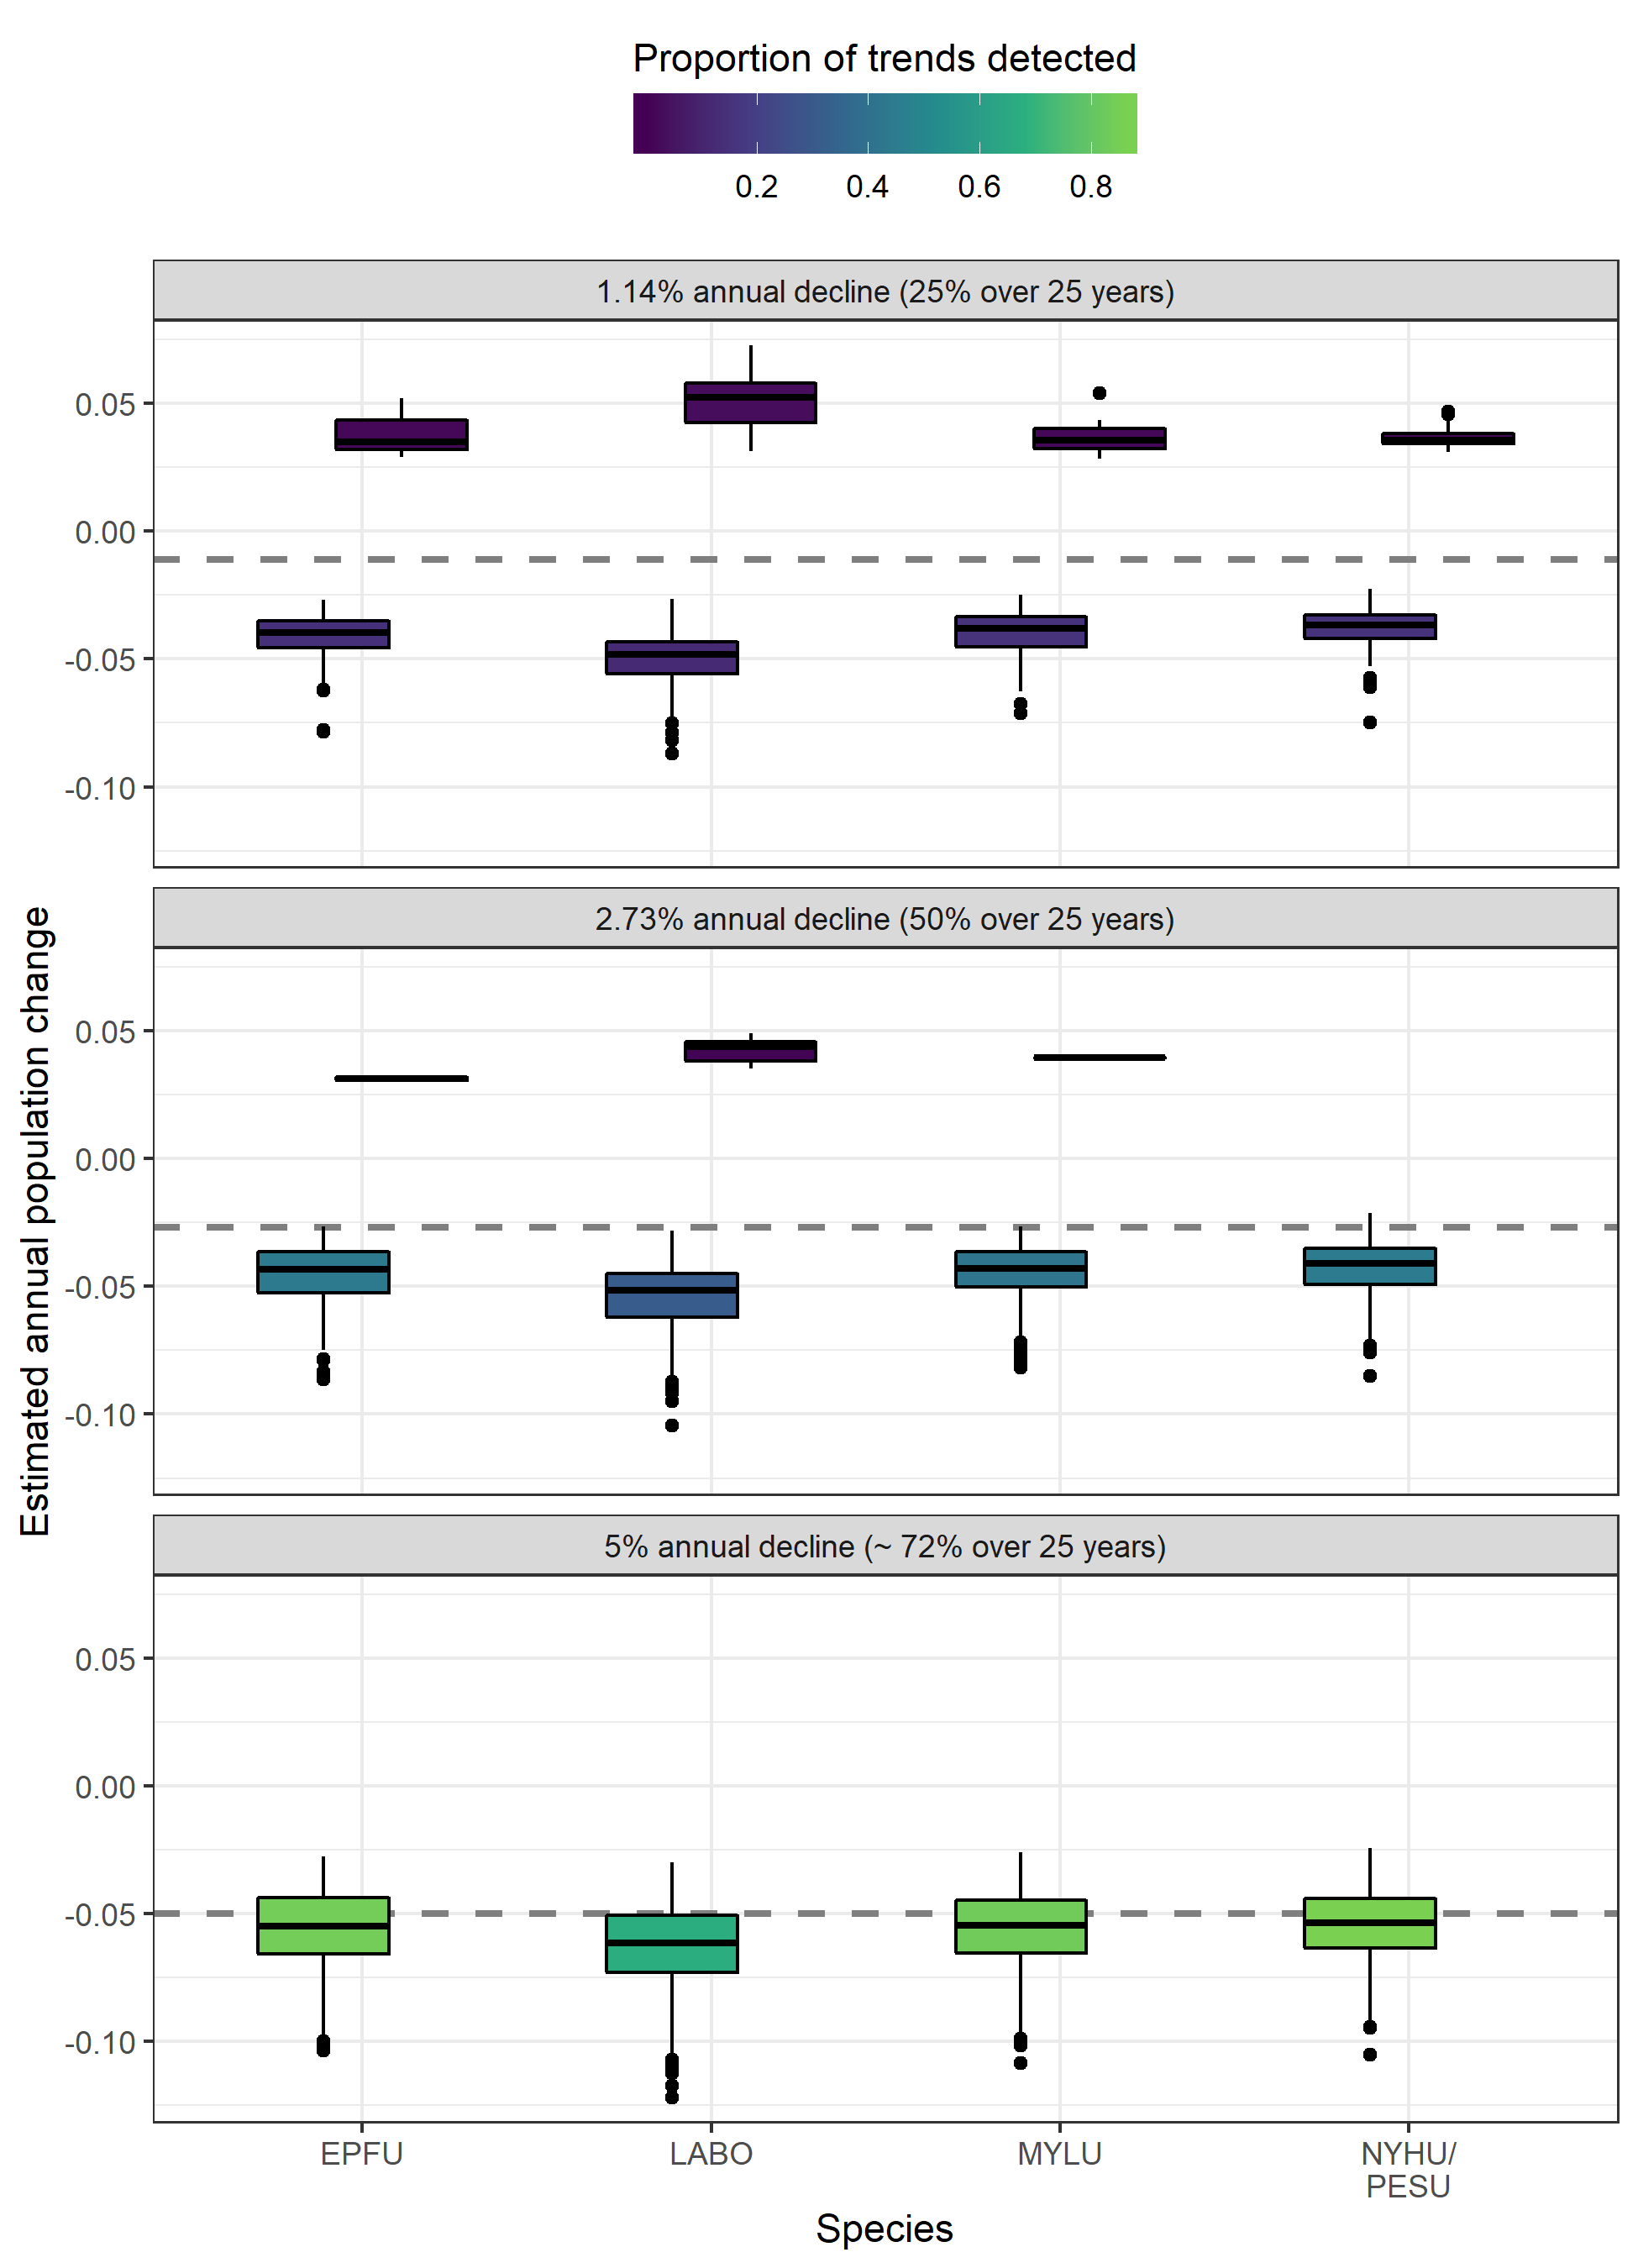 Proportion of trends detected
0.2 0.4 0.6 0.8
1.14% annual decline (25% over 25 years)
0.05
0.00
-0.05
-0.10
2.73% annual decline (50% over 25 years)
0.05
0.00
-0.05
-0.10
5% annual decline (~ 72% over 25 years)
0.05
0.00
-0.05
-0.10
Estimated annual population change
EPFU LABO MYLU NYHU/
PESU
Species